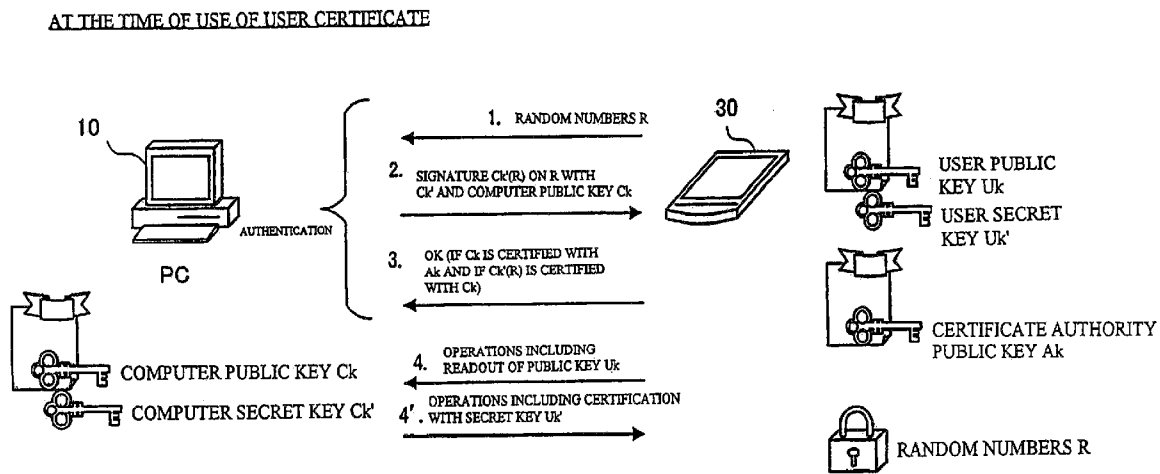 AT THE TIME OF USE OF USER CERTIFICATE
10
PC
AUTHENTICATION
1. RANDOM NUMBERS R
2. SIGNATURE Ck'(R) ON R WITH
Ck' AND COMPUTER PUBLIC KEY Ck
3. OK (IF Ck IS CERTIFIED WITH
Ak AND IF Ck'(R) IS CERTIFIED
WITH Ck)
4. OPERATIONS INCLUDING
READOUT OF PUBLIC KEY Uk
4'. OPERATIONS INCLUDING CERTIFICATION
WITH SECRET KEY Uk'
30
USER PUBLIC
KEY Uk
USER SECRET
KEY Uk'
CERTIFICATE AUTHORITY
PUBLIC KEY Ak
COMPUTER PUBLIC KEY Ck
COMPUTER SECRET KEY Ck'
RANDOM NUMBERS R